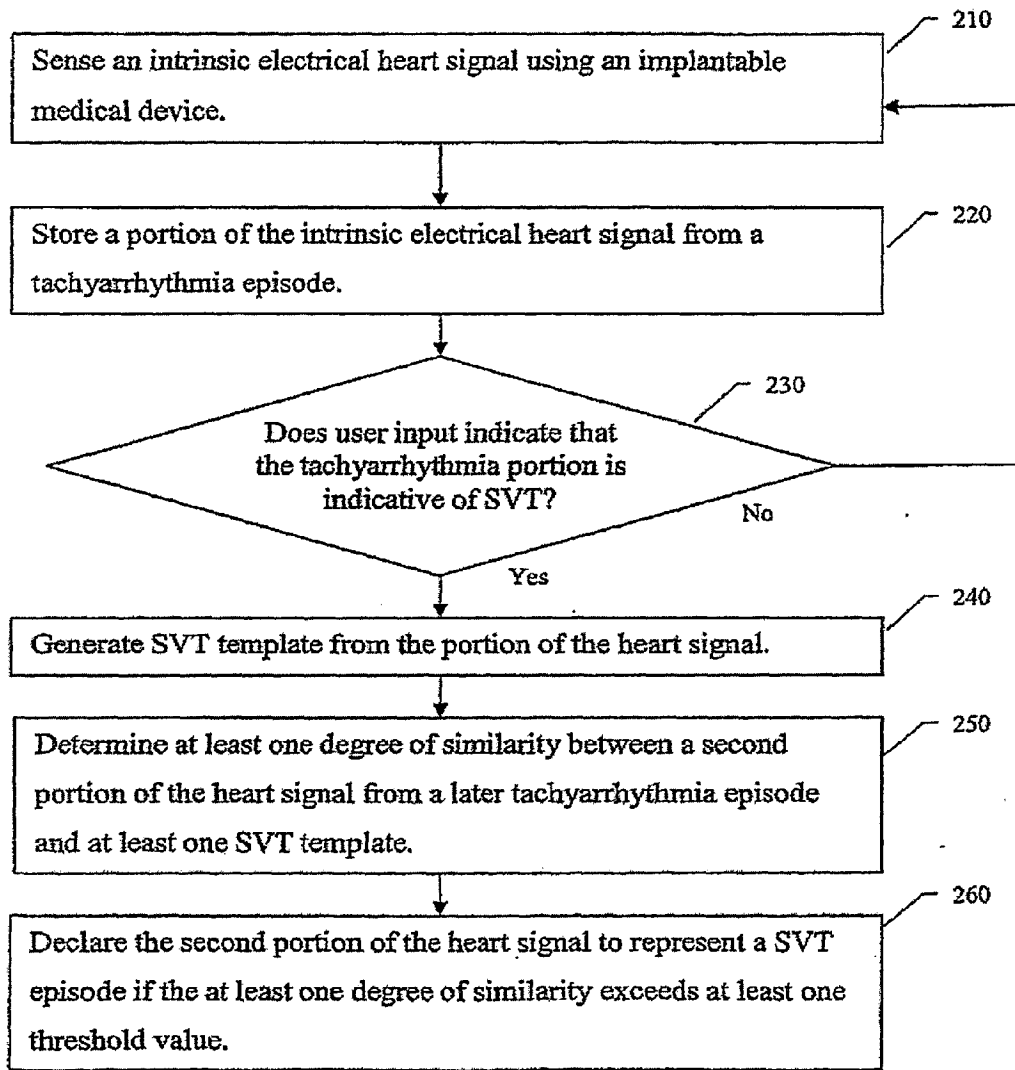 210
Sense an intrinsic electrical heart signal using an implantable
medical device.
220
Store a portion of the intrinsic electrical heart signal from a
tachyarrhythmia episode.
230
Does user input indicate that
the tachyarrhythmia portion is
indicative of SVT?
No
Yes
240
Generate SVT template from the portion of the heart signal.
250
Determine at least one degree of similarity between a second
portion of the heart signal from a later tachyarrhythmia episode
and at least one SVT template.
260
Declare the second portion of the heart signal to represent a SVT
episode if the at least one degree of similarity exceeds at least one
threshold value.